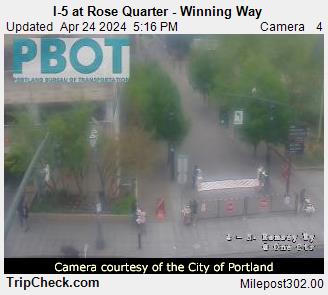 I-5 at Rose Quarter - Winning Way
Updated Apr 24 2024 5:16 PM Camera 4
PBOT
PORTLAND BUREAU OF TRANSPORTATION
Camera courtesy of the City of Portland
TripCheck.com Milepost302.00